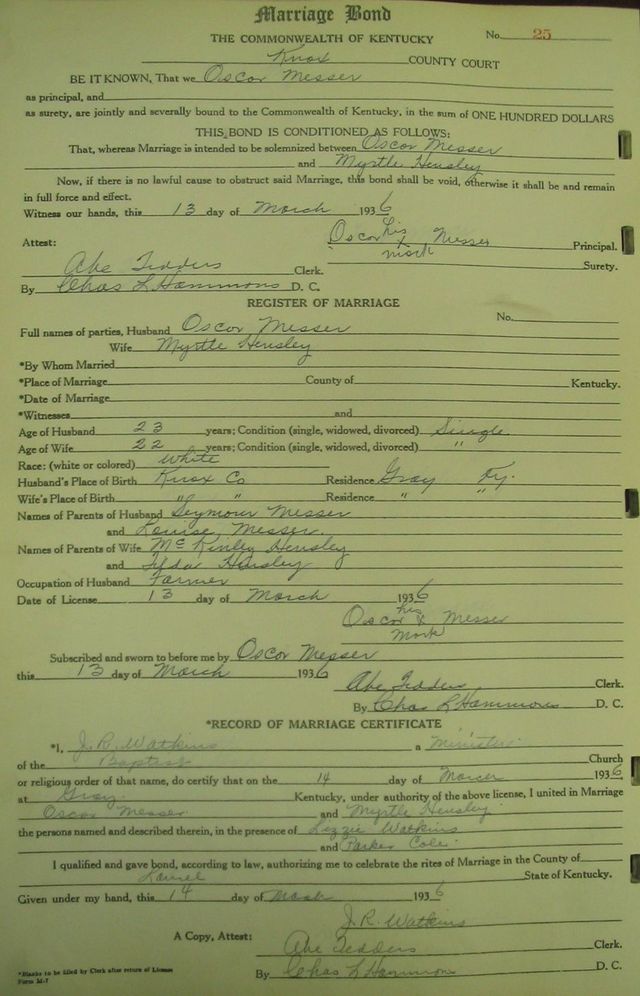 Marriage Bond
THE COMMONWEALTH OF KENTUCKY No. 25
Knox COUNTY COURT
BE IT KNOWN, That we Oscor Messer
as principal, and
as surety, are jointly and severally bound to the Commonwealth of Kentucky, in the sum of ONE HUNDRED DOLLARS
THIS BOND IS CONDITIONED AS FOLLOWS:
That, whereas Marriage is intended to be solemnized between Oscor Messer
and Myrtle Hensley
Now, if there is no lawful cause to obstruct said Marriage, this bond shall be void, otherwise it shall be and remain
in full force and effect.
Witness our hands, this 13 day of March 1936
Oscor his x mark Messer Principal.
Attest:
Surety.
Abe Tedders Clerk.
By Chas L Hammons D. C.
REGISTER OF MARRIAGE
No.
Full names of parties, Husband Oscor Messer
Wife Myrtle Hensley
*By Whom Married
*Place of Marriage County of Kentucky.
*Date of Marriage
*Witnesses and
Age of Husband 23 years; Condition (single, widowed, divorced) Single
Age of Wife 22 years; Condition (single, widowed, divorced) "
Race: (white or colored) White
Husband's Place of Birth Knox Co Residence Gray Ky.
Wife's Place of Birth " " Residence " "
Names of Parents of Husband Seymour Messer
and Louise Messer.
Names of Parents of Wife McKinley Hensley
and Tilda Hensley
Occupation of Husband Farmer
Date of License 13 day of March 1936
Oscor his x mark Messer
Subscribed and sworn to before me by Oscor Messer
this 13 day of March 1936
Abe Tedders Clerk.
By Chas L Hammons D. C.
*RECORD OF MARRIAGE CERTIFICATE
*I, J. R. Watkins a Minister
of the Baptist Church
or religious order of that name, do certify that on the 14 day of 1936
at Gray Kentucky, under authority of the above license, I united in Marriage
Oscor Messer and Myrtle Hensley
the persons named and described therein, in the presence of Lizzie Watkins
and Parker Cole
I qualified and gave bond, according to law, authorizing me to celebrate the rites of Marriage in the County of
Laurel State of Kentucky.
Given under my hand, this 14 day of March 1936
J. R. Watkins
A Copy, Attest: Abe Tedders Clerk.
By Chas L Hammons D. C.
*Blanks to be filled by Clerk after return of License
Form M-7